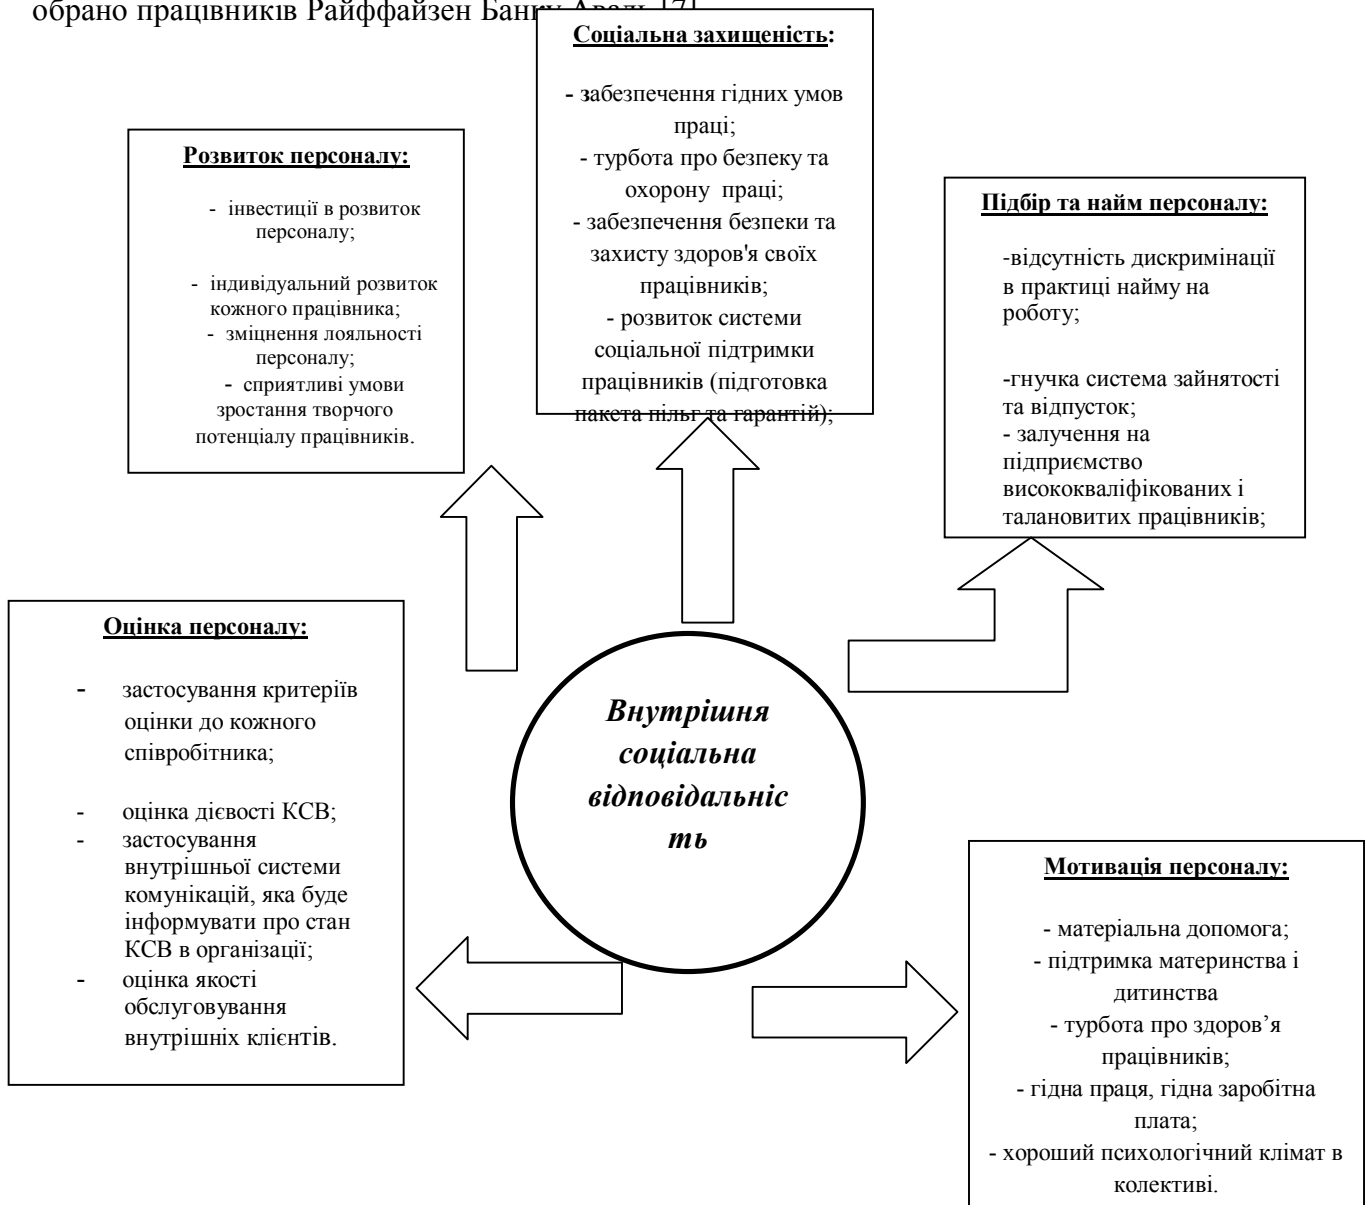 обрано працівників Райффайзен Банку Аваль [7]
Соціальна захищеність:
- забезпечення гідних умов
праці;
- турбота про безпеку та
охорону праці;
- забезпечення безпеки та
захисту здоров'я своїх
працівників;
- розвиток системи
соціальної підтримки
працівників (підготовка
пакета пільг та гарантій);
Розвиток персоналу:
- інвестиції в розвиток
персоналу;
- індивідуальний розвиток
кожного працівника;
- зміцнення лояльності
персоналу;
- сприятливі умови
зростання творчого
потенціалу працівників.
Підбір та найм персоналу:
-відсутність дискримінації
в практиці найму на
роботу;
-гнучка система зайнятості
та відпусток;
- залучення на
підприємство
висококваліфікованих і
талановитих працівників;
Оцінка персоналу:
- застосування критеріїв
оцінки до кожного
співробітника;
- оцінка дієвості КСВ;
- застосування
внутрішньої системи
комунікацій, яка буде
інформувати про стан
КСВ в організації;
- оцінка якості
обслуговування
внутрішніх клієнтів.
Внутрішня
соціальна
відповідальніс
ть
Мотивація персоналу:
- матеріальна допомога;
- підтримка материнства і
дитинства
- турбота про здоров’я
працівників;
- гідна праця, гідна заробітна
плата;
- хороший психологічний клімат в
колективі.